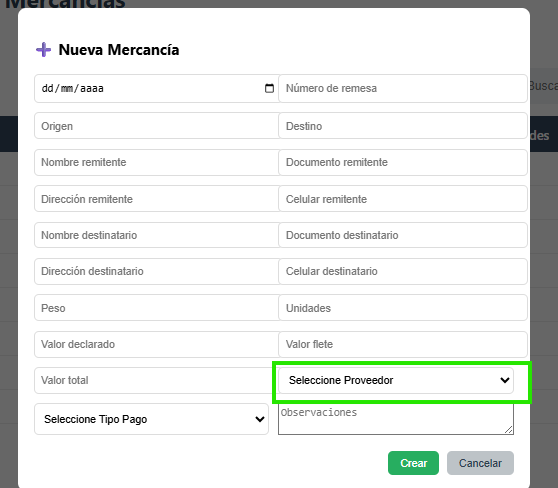 Mercancías
Nueva Mercancía
dd/mm/aaaa
Número de remesa
Busca
Origen
Destino
des
Nombre remitente
Documento remitente
Dirección remitente
Celular remitente
Nombre destinatario
Documento destinatario
Dirección destinatario
Celular destinatario
Peso
Unidades
Valor declarado
Valor flete
Valor total
Seleccione Proveedor
Seleccione Tipo Pago
Observaciones
Crear
Cancelar